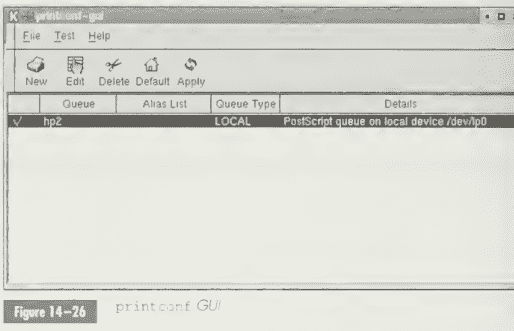 printconf-gui
File Test Help
New Edit Delete Default Apply
Queue Alias List Queue Type Details
√ hp2 LOCAL PostScript queue on local device /dev/lp0
Figure 14–26 printconf GUI